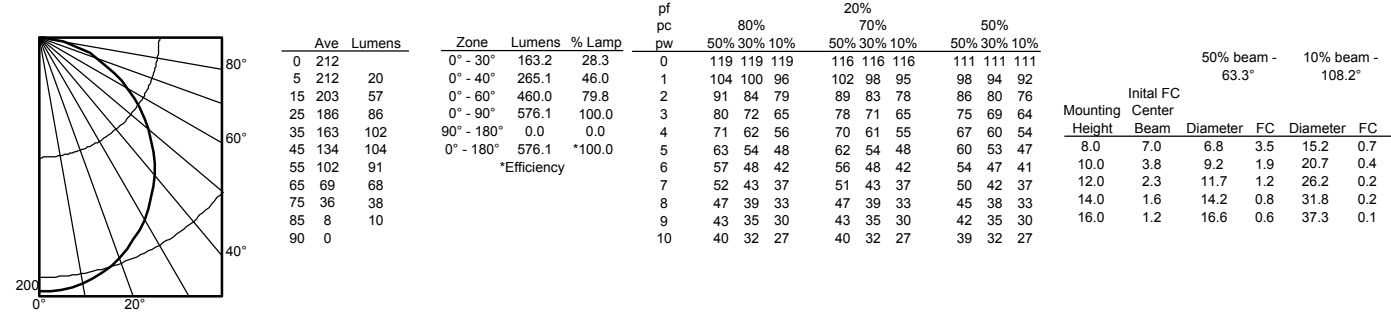 80°
60°
40°
200
0° 20°
Ave Lumens
0 212
5 212 20
15 203 57
25 186 86
35 163 102
45 134 104
55 102 91
65 69 68
75 36 38
85 8 10
90 0
Zone Lumens % Lamp
0° - 30° 163.2 28.3
0° - 40° 265.1 46.0
0° - 60° 460.0 79.8
0° - 90° 576.1 100.0
90° - 180° 0.0 0.0
0° - 180° 576.1 *100.0
*Efficiency
pf 20%
pc 80% 70% 50%
pw 50% 30% 10% 50% 30% 10% 50% 30% 10%
0 119 119 119 116 116 116 111 111 111
1 104 100 96 102 98 95 98 94 92
2 91 84 79 89 83 78 86 80 76
3 80 72 65 78 71 65 75 69 64
4 71 62 56 70 61 55 67 60 54
5 63 54 48 62 54 48 60 53 47
6 57 48 42 56 48 42 54 47 41
7 52 43 37 51 43 37 50 42 37
8 47 39 33 47 39 33 45 38 33
9 43 35 30 43 35 30 42 35 30
10 40 32 27 40 32 27 39 32 27
50% beam - 10% beam -
63.3° 108.2°
Inital FC
Mounting Center
Height Beam Diameter FC Diameter FC
8.0 7.0 6.8 3.5 15.2 0.7
10.0 3.8 9.2 1.9 20.7 0.4
12.0 2.3 11.7 1.2 26.2 0.2
14.0 1.6 14.2 0.8 31.8 0.2
16.0 1.2 16.6 0.6 37.3 0.1